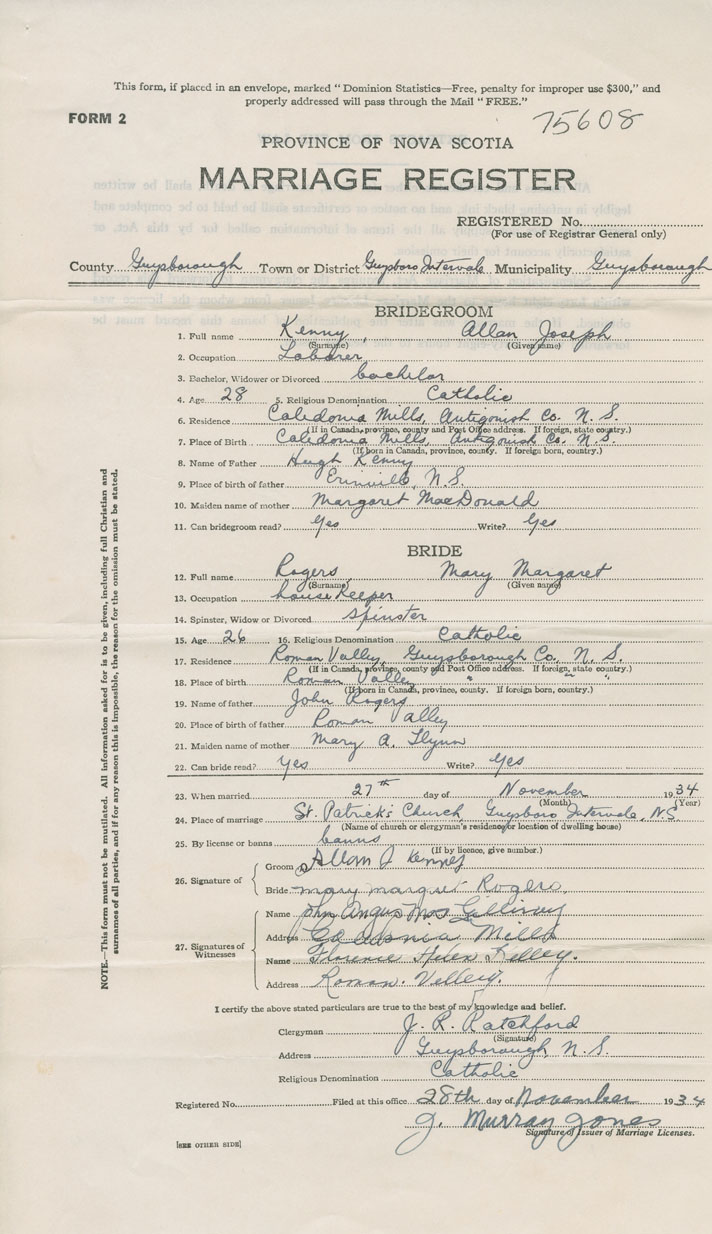 This form, if placed in an envelope, marked "Dominion Statistics—Free, penalty for improper use $300," and
properly addressed will pass through the Mail "FREE."
FORM 2
75608
PROVINCE OF NOVA SCOTIA
MARRIAGE REGISTER
REGISTERED No.
(For use of Registrar General only)
County Guysborough Town or District Guysboro Intervale Municipality Guysborough
BRIDEGROOM
1. Full name Kenny, Allan Joseph
(Surname) (Given name)
2. Occupation Laborer
3. Bachelor, Widower or Divorced bachelor
4. Age 28 5. Religious Denomination Catholic
6. Residence Caledonia Mills, Antigonish Co. N. S.
(If in Canada, province, county and Post Office address. If foreign, state country.)
7. Place of Birth Caledonia Mills, Antigonish Co. N.S.
(If born in Canada, province, county. If foreign born, country.)
8. Name of Father Hugh Kenny
9. Place of birth of father Erinville, N.S.
10. Maiden name of mother Margaret MacDonald
11. Can bridegroom read? Yes Write? Yes
BRIDE
12. Full name Rogers Mary Margaret
(Surname) (Given name)
13. Occupation housekeeper
14. Spinster, Widow or Divorced spinster
15. Age 26 16. Religious Denomination Catholic
17. Residence Roman Valley, Guysborough Co. N. S.
(If in Canada, province, county and Post Office address. If foreign, state country.)
18. Place of birth Roman Valley " " "
(If born in Canada, province, county. If foreign born, country.)
19. Name of father John Rogers
20. Place of birth of father Roman Valley
21. Maiden name of mother Mary A. Flynn
22. Can bride read? Yes Write? Yes
23. When married 27th day of November 1934
(Month) (Year)
24. Place of marriage St. Patrick's Church, Guysboro Intervale, NS
(Name of church or clergyman's residence or location of dwelling house)
25. By license or banns banns
(If by licence, give number.)
26. Signature of
Groom Allan J Kenney
Bride mary margret Rogers.
27. Signatures of Witnesses
Name John Angus
Address Mills
Name Florence Helen Kelley.
Address Roman. Velley.
I certify the above stated particulars are true to the best of my knowledge and belief.
Clergyman J. R. Ratchford
(Signature)
Address Guysborough N. S.
Religious Denomination Catholic
Registered No. Filed at this office 28th day of November 1934
J. Murray Jones
Signature of Issuer of Marriage Licenses.
[SEE OTHER SIDE]
NOTE.—This form must not be mutilated. All information asked for is to be given, including full Christian and
surnames of all parties, and if for any reason this is impossible, the reason for the omission must be stated.